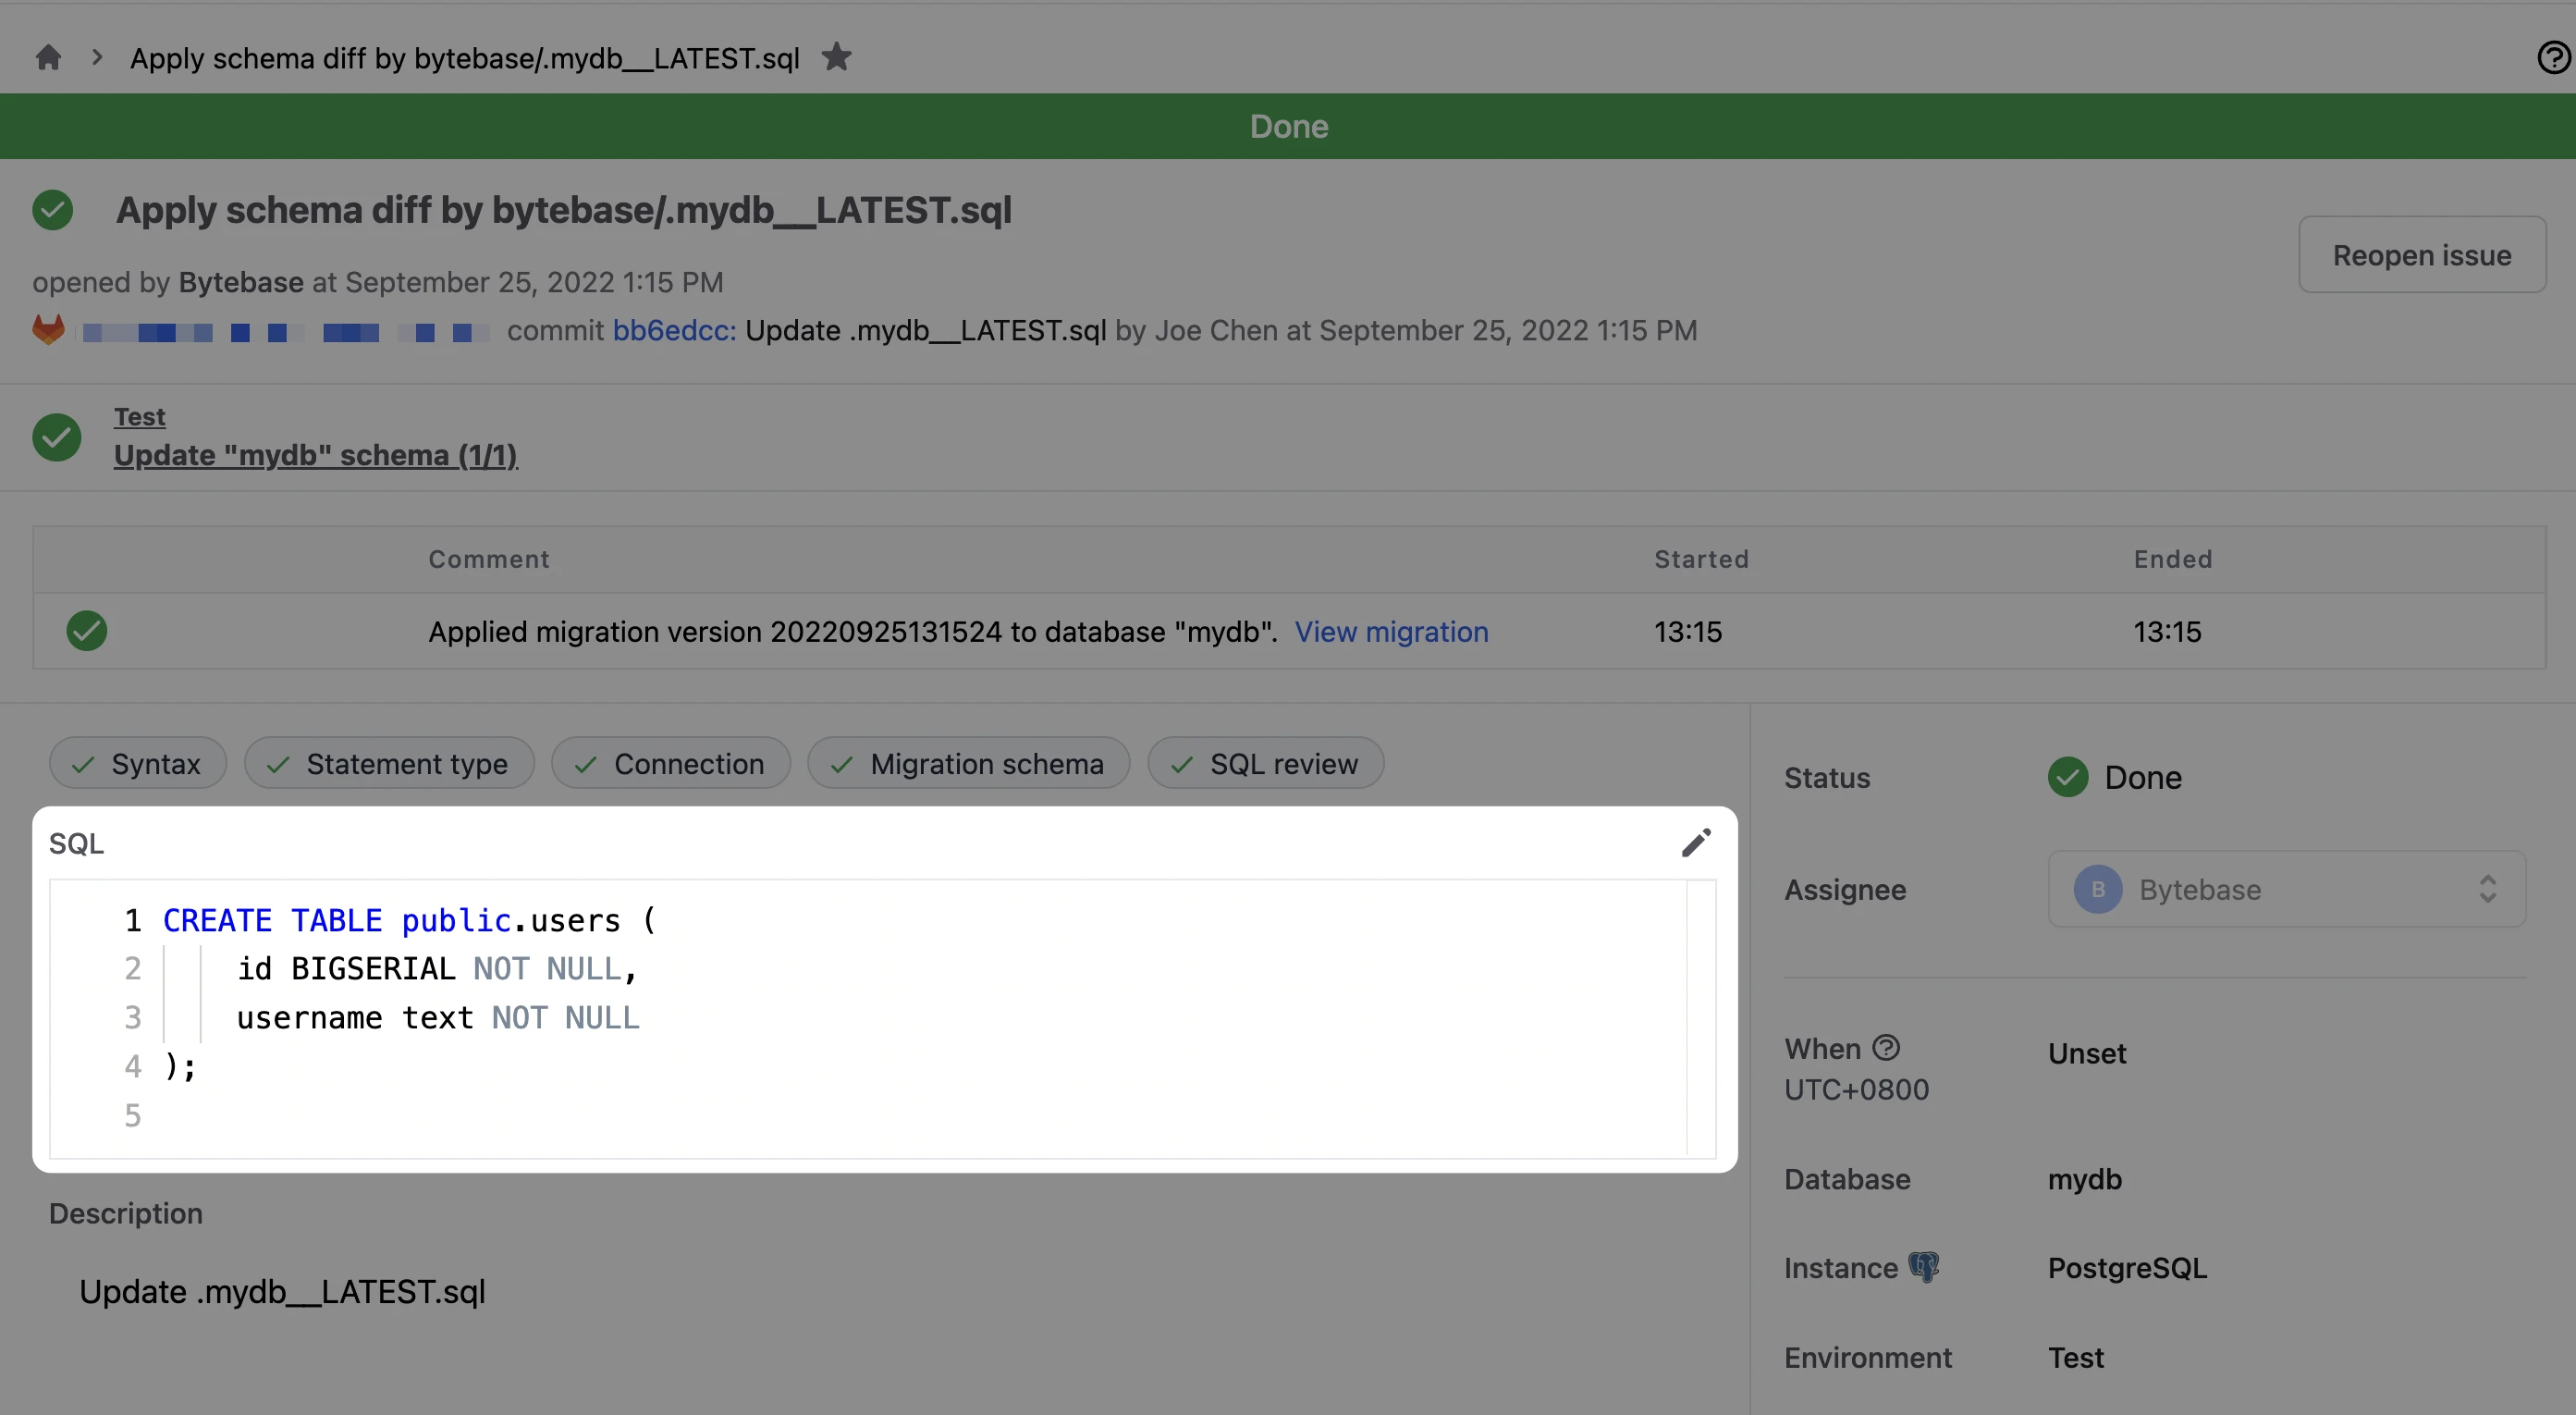 Apply schema diff by bytebase/.mydb__LATEST.sql
Done
Apply schema diff by bytebase/.mydb__LATEST.sql
Reopen issue
opened by Bytebase at September 25, 2022 1:15 PM
commit bb6edcc: Update .mydb__LATEST.sql by Joe Chen at September 25, 2022 1:15 PM
Test
Update "mydb" schema (1/1)
Comment Started Ended
Applied migration version 20220925131524 to database "mydb". View migration 13:15 13:15
Syntax Statement type Connection Migration schema SQL review
SQL
1 CREATE TABLE public.users (
2 id BIGSERIAL NOT NULL,
3 username text NOT NULL
4 );
5
Description
Update .mydb__LATEST.sql
Status Done
Assignee B Bytebase
When Unset
UTC+0800
Database mydb
Instance PostgreSQL
Environment Test